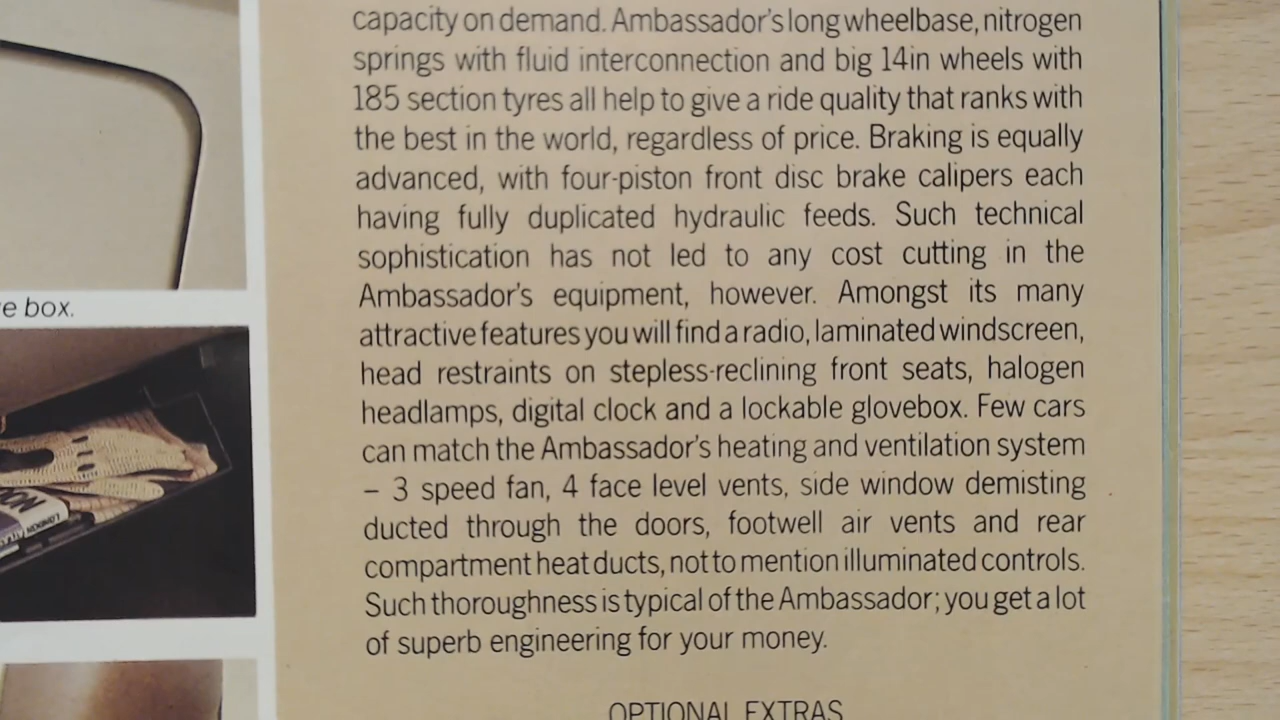 capacity on demand. Ambassador's long wheelbase, nitrogen
springs with fluid interconnection and big 14in wheels with
185 section tyres all help to give a ride quality that ranks with
the best in the world, regardless of price. Braking is equally
advanced, with four-piston front disc brake calipers each
having fully duplicated hydraulic feeds. Such technical
sophistication has not led to any cost cutting in the
Ambassador's equipment, however. Amongst its many
attractive features you will find a radio, laminated windscreen,
head restraints on stepless-reclining front seats, halogen
headlamps, digital clock and a lockable glovebox. Few cars
can match the Ambassador's heating and ventilation system
– 3 speed fan, 4 face level vents, side window demisting
ducted through the doors, footwell air vents and rear
compartment heat ducts, not to mention illuminated controls.
Such thoroughness is typical of the Ambassador; you get a lot
of superb engineering for your money.
OPTIONAL EXTRAS
box.
LONDON